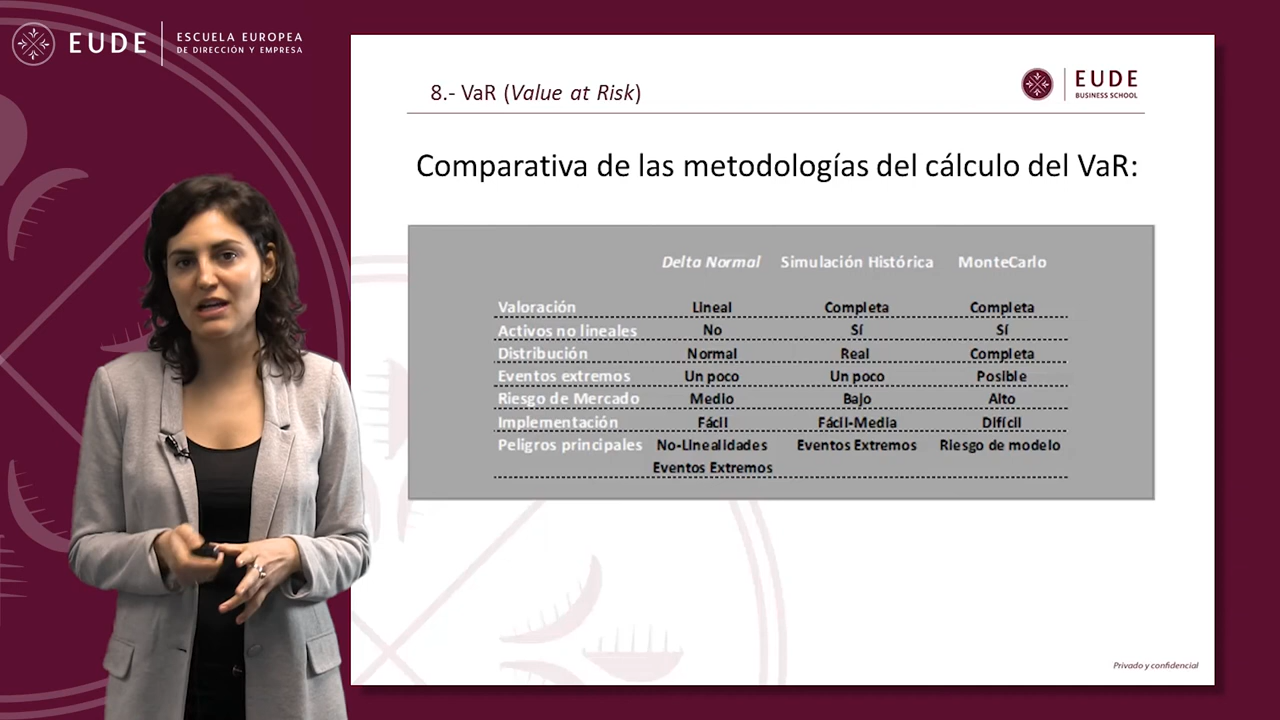 EUDE
ESCUELA EUROPEA
DE DIRECCIÓN Y EMPRESA
8.- VaR (Value at Risk)
EUDE
BUSINESS SCHOOL
Comparativa de las metodologías del cálculo del VaR:
Delta Normal Simulación Histórica MonteCarlo
Valoración Lineal Completa Completa
Activos no lineales No Sí Sí
Distribución Normal Real Completa
Eventos extremos Un poco Un poco Posible
Riesgo de Mercado Medio Bajo Alto
Implementación Fácil Fácil-Media Difícil
Peligros principales No-Linealidades Eventos Extremos Riesgo de modelo
Eventos Extremos
Privado y confidencial